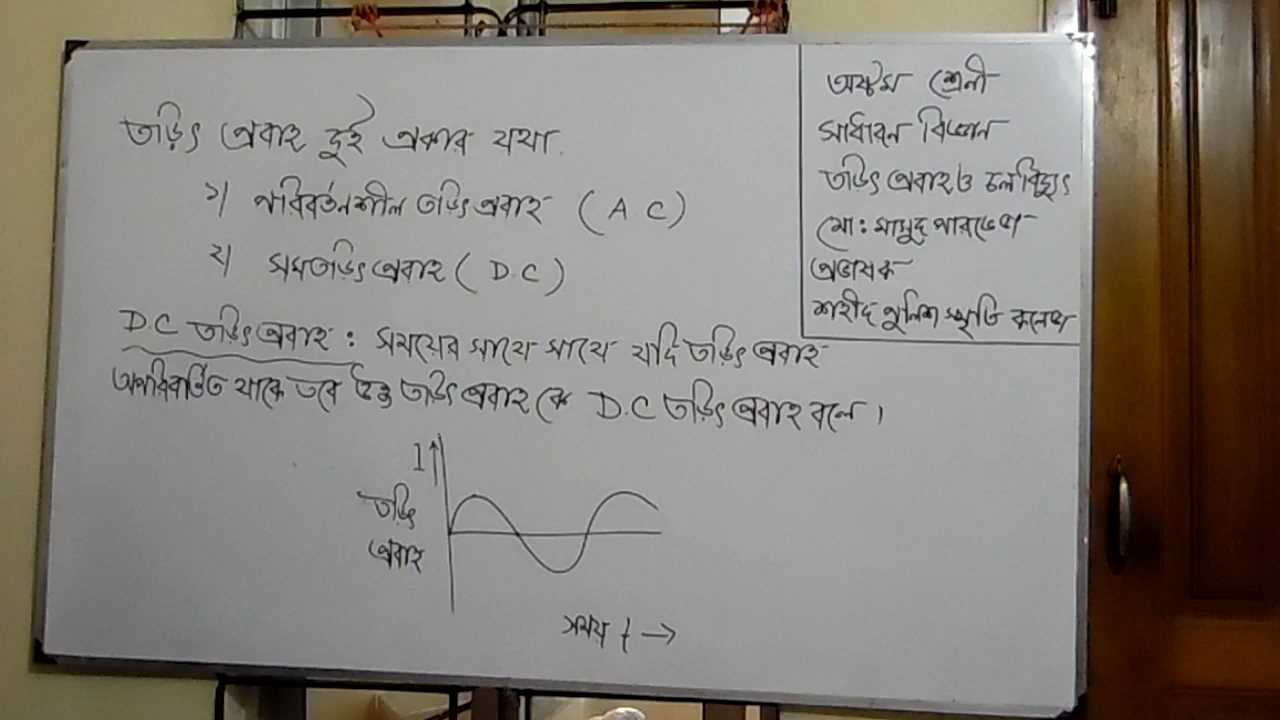 তড়িৎ প্রবাহ দুই প্রকার যথা.
১। পরিবর্তনশীল তড়িৎ প্রবাহ (A C)
২। সমতড়িৎ প্রবাহ (D.C)
D.C তড়িৎ প্রবাহ : সময়ের সাথে সাথে যদি তড়িৎ প্রবাহ
অপরিবর্তিত থাকে তবে উক্ত তড়িৎ প্রবাহ কে D.C তড়িৎ প্রবাহ বলে।
I
তড়িৎ
প্রবাহ
সময় t →
অষ্টম শ্রেনী
সাধারন বিজ্ঞান
তড়িৎ প্রবাহ ও চলবিদ্যুৎ
মো: মাসুদ পারভেজ
প্রভাষক
শহীদ পুলিশ স্মৃতি কলেজ